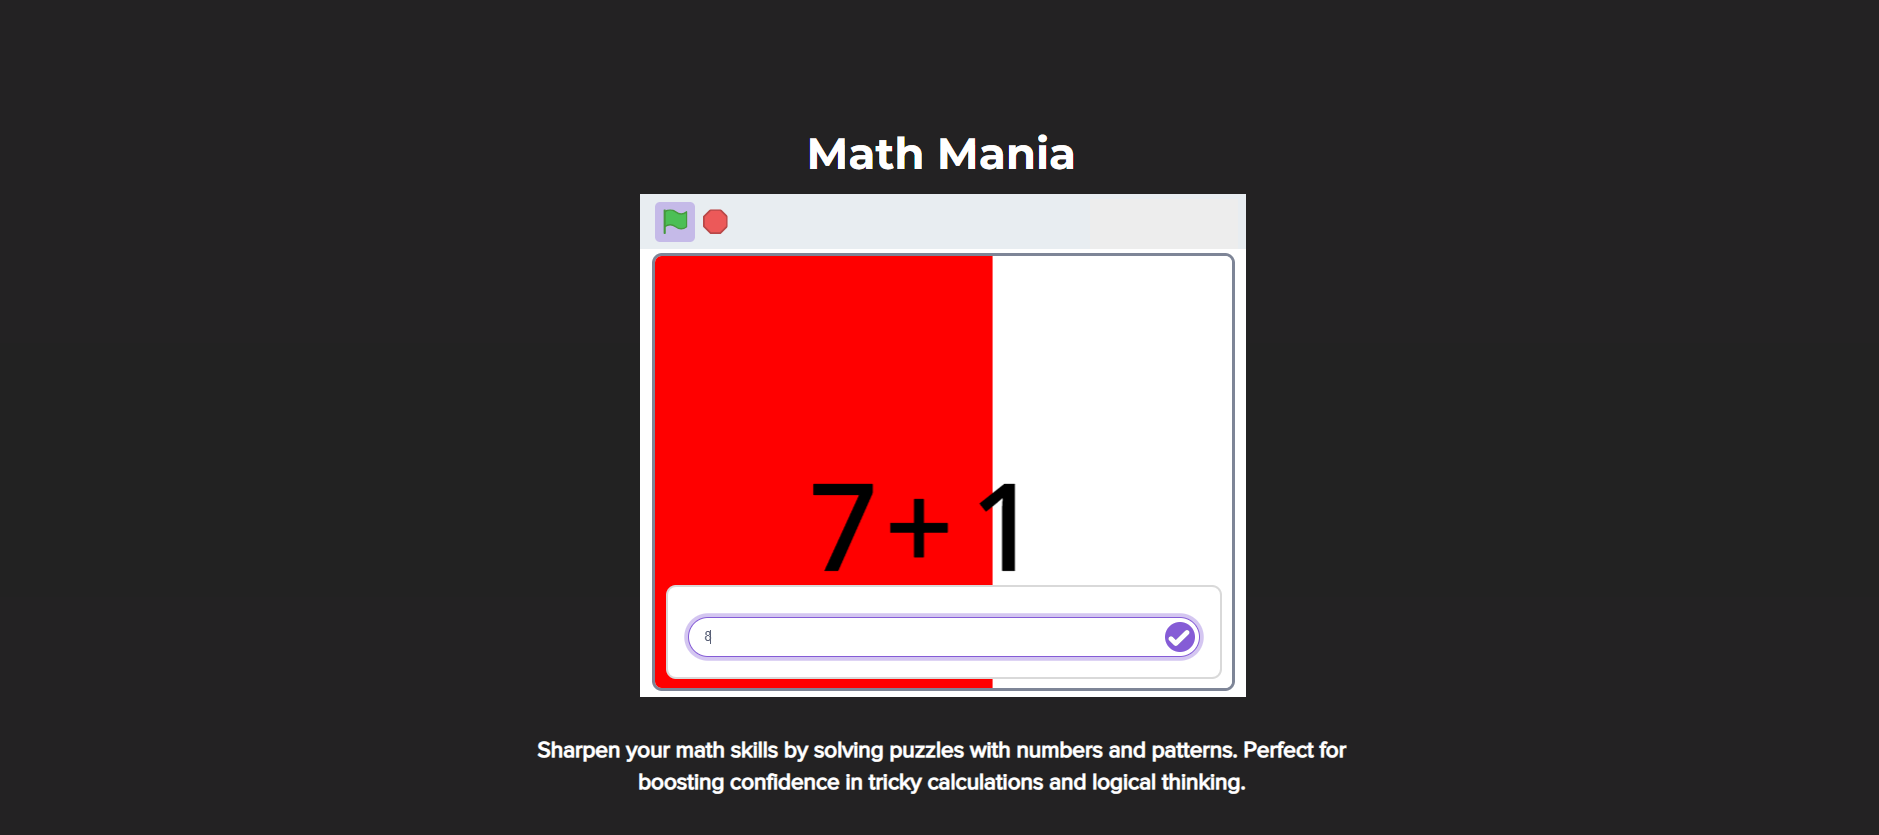 Math Mania
7+ 1
8
Sharpen your math skills by solving puzzles with numbers and patterns. Perfect for
boosting confidence in tricky calculations and logical thinking.